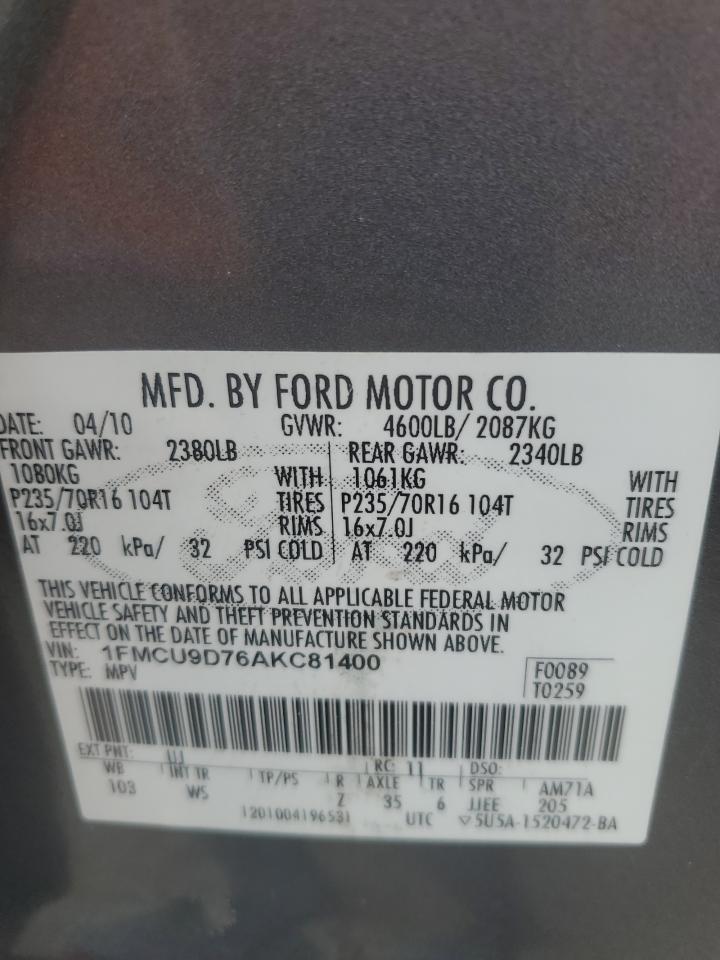 MFD. BY FORD MOTOR CO.
DATE: 04/10 GVWR: 4600LB/ 2087KG
FRONT GAWR: 2380LB REAR GAWR: 2340LB
1080KG WITH 1061KG WITH
P235/70R16 104T TIRES P235/70R16 104T TIRES
16x7.0J RIMS 16x7.0J RIMS
AT 220 kPa/ 32 PSI COLD AT 220 kPa/ 32 PSI COLD
THIS VEHICLE CONFORMS TO ALL APPLICABLE FEDERAL MOTOR
VEHICLE SAFETY AND THEFT PREVENTION STANDARDS IN
EFFECT ON THE DATE OF MANUFACTURE SHOWN ABOVE.
VIN: 1FMCU9D76AKC81400
TYPE: MPV
F0089
T0259
EXT PNT: UJ RC: 11 DSO:
WB INT TR TP/PS R AXLE TR SPR AM71A
103 WS Z 35 6 JJEE 205
1201004196531 UTC ▽5U5A-1520472-BA